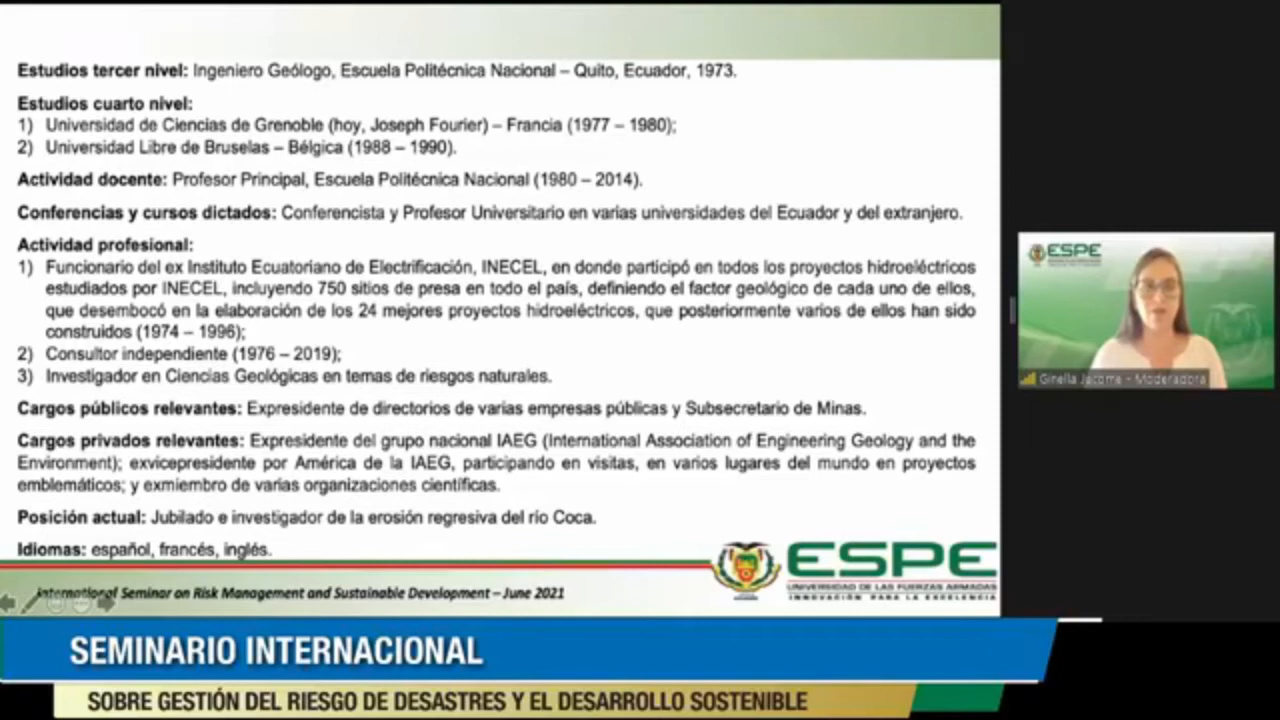 Estudios tercer nivel: Ingeniero Geólogo, Escuela Politécnica Nacional – Quito, Ecuador, 1973.
Estudios cuarto nivel:
1) Universidad de Ciencias de Grenoble (hoy, Joseph Fourier) – Francia (1977 – 1980);
2) Universidad Libre de Bruselas – Bélgica (1988 – 1990).
Actividad docente: Profesor Principal, Escuela Politécnica Nacional (1980 – 2014).
Conferencias y cursos dictados: Conferencista y Profesor Universitario en varias universidades del Ecuador y del extranjero.
Actividad profesional:
1) Funcionario del ex Instituto Ecuatoriano de Electrificación, INECEL, en donde participó en todos los proyectos hidroeléctricos
estudiados por INECEL, incluyendo 750 sitios de presa en todo el país, definiendo el factor geológico de cada uno de ellos,
que desembocó en la elaboración de los 24 mejores proyectos hidroeléctricos, que posteriormente varios de ellos han sido
construidos (1974 – 1996);
2) Consultor independiente (1976 – 2019);
3) Investigador en Ciencias Geológicas en temas de riesgos naturales.
Cargos públicos relevantes: Expresidente de directorios de varias empresas públicas y Subsecretario de Minas.
Cargos privados relevantes: Expresidente del grupo nacional IAEG (International Association of Engineering Geology and the
Environment); exvicepresidente por América de la IAEG, participando en visitas, en varios lugares del mundo en proyectos
emblemáticos; y exmiembro de varias organizaciones científicas.
Posición actual: Jubilado e investigador de la erosión regresiva del río Coca.
Idiomas: español, francés, inglés.
ESPE
UNIVERSIDAD DE LAS FUERZAS ARMADAS
INNOVACIÓN PARA LA EXCELENCIA
International Seminar on Risk Management and Sustainable Development – June 2021
ESPE
Ginella Jacome - Moderadora
SEMINARIO INTERNACIONAL
SOBRE GESTIÓN DEL RIESGO DE DESASTRES Y EL DESARROLLO SOSTENIBLE